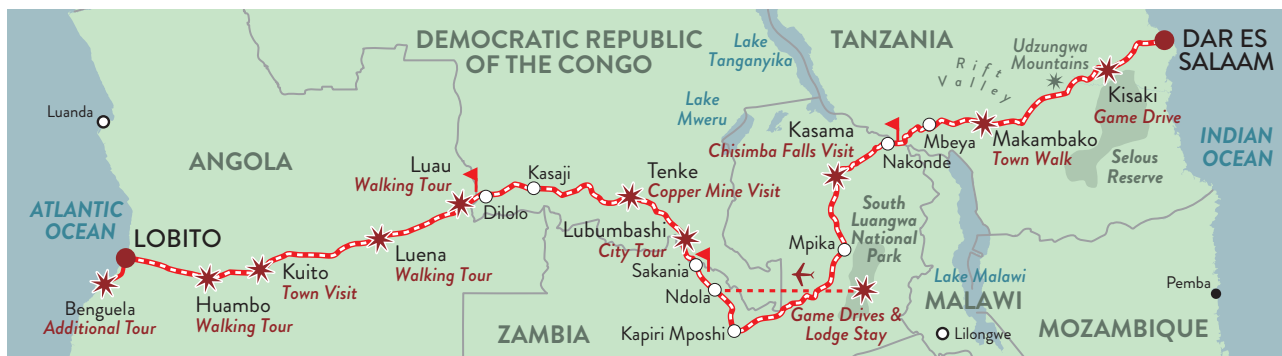 DEMOCRATIC REPUBLIC
OF THE CONGO
Lake
Tanganyika
TANZANIA
Udzungwa
Mountains
Rift
Valley
DAR ES
SALAAM
Kisaki
Game Drive
Luanda
Lake
Mweru
Kasama
Chisimba Falls Visit
Mbeya
Nakonde
Makambako
Town Walk
Selous
Reserve
INDIAN
OCEAN
ANGOLA
Luau
Walking Tour
Kasaji
Dilolo
Tenke
Copper Mine Visit
ATLANTIC
OCEAN
LOBITO
Lubumbashi
City Tour
Sakania
Ndola
South
Luangwa
National
Park
Mpika
Luena
Walking Tour
Kuito
Town Visit
Huambo
Walking Tour
Benguela
Additional Tour
Lake Malawi
MALAWI
Pemba
ZAMBIA
Kapiri Mposhi
Game Drives &
Lodge Stay
Lilongwe
MOZAMBIQUE